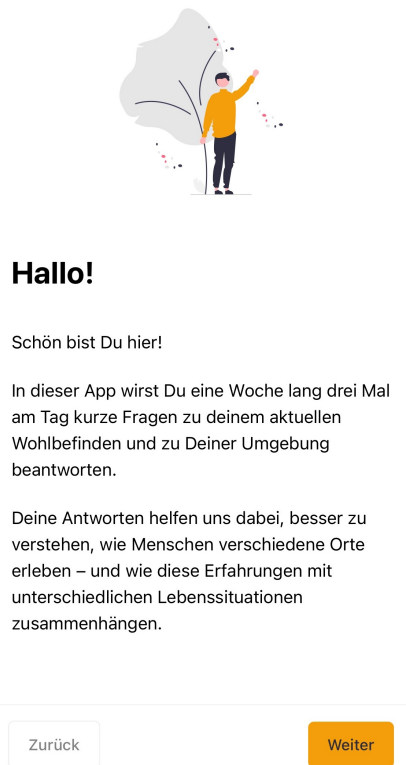 Hallo!
Schön bist Du hier!
In dieser App wirst Du eine Woche lang drei Mal
am Tag kurze Fragen zu deinem aktuellen
Wohlbefinden und zu Deiner Umgebung
beantworten.
Deine Antworten helfen uns dabei, besser zu
verstehen, wie Menschen verschiedene Orte
erleben – und wie diese Erfahrungen mit
unterschiedlichen Lebenssituationen
zusammenhängen.
Zurück
Weiter